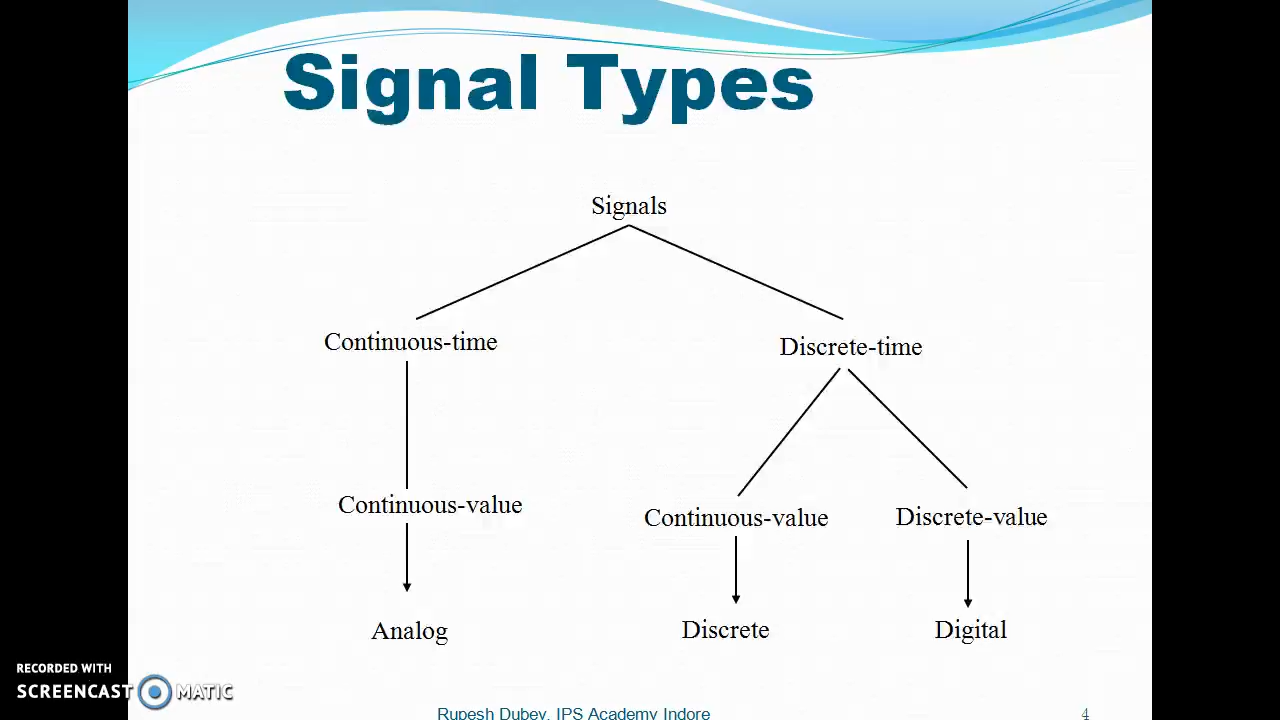 Signal Types
Signals
Continuous-time
Discrete-time
Continuous-value
Continuous-value
Discrete-value
Analog
Discrete
Digital
RECORDED WITH
SCREENCAST MATIC
Rupesh Dubey, IPS Academy Indore
4